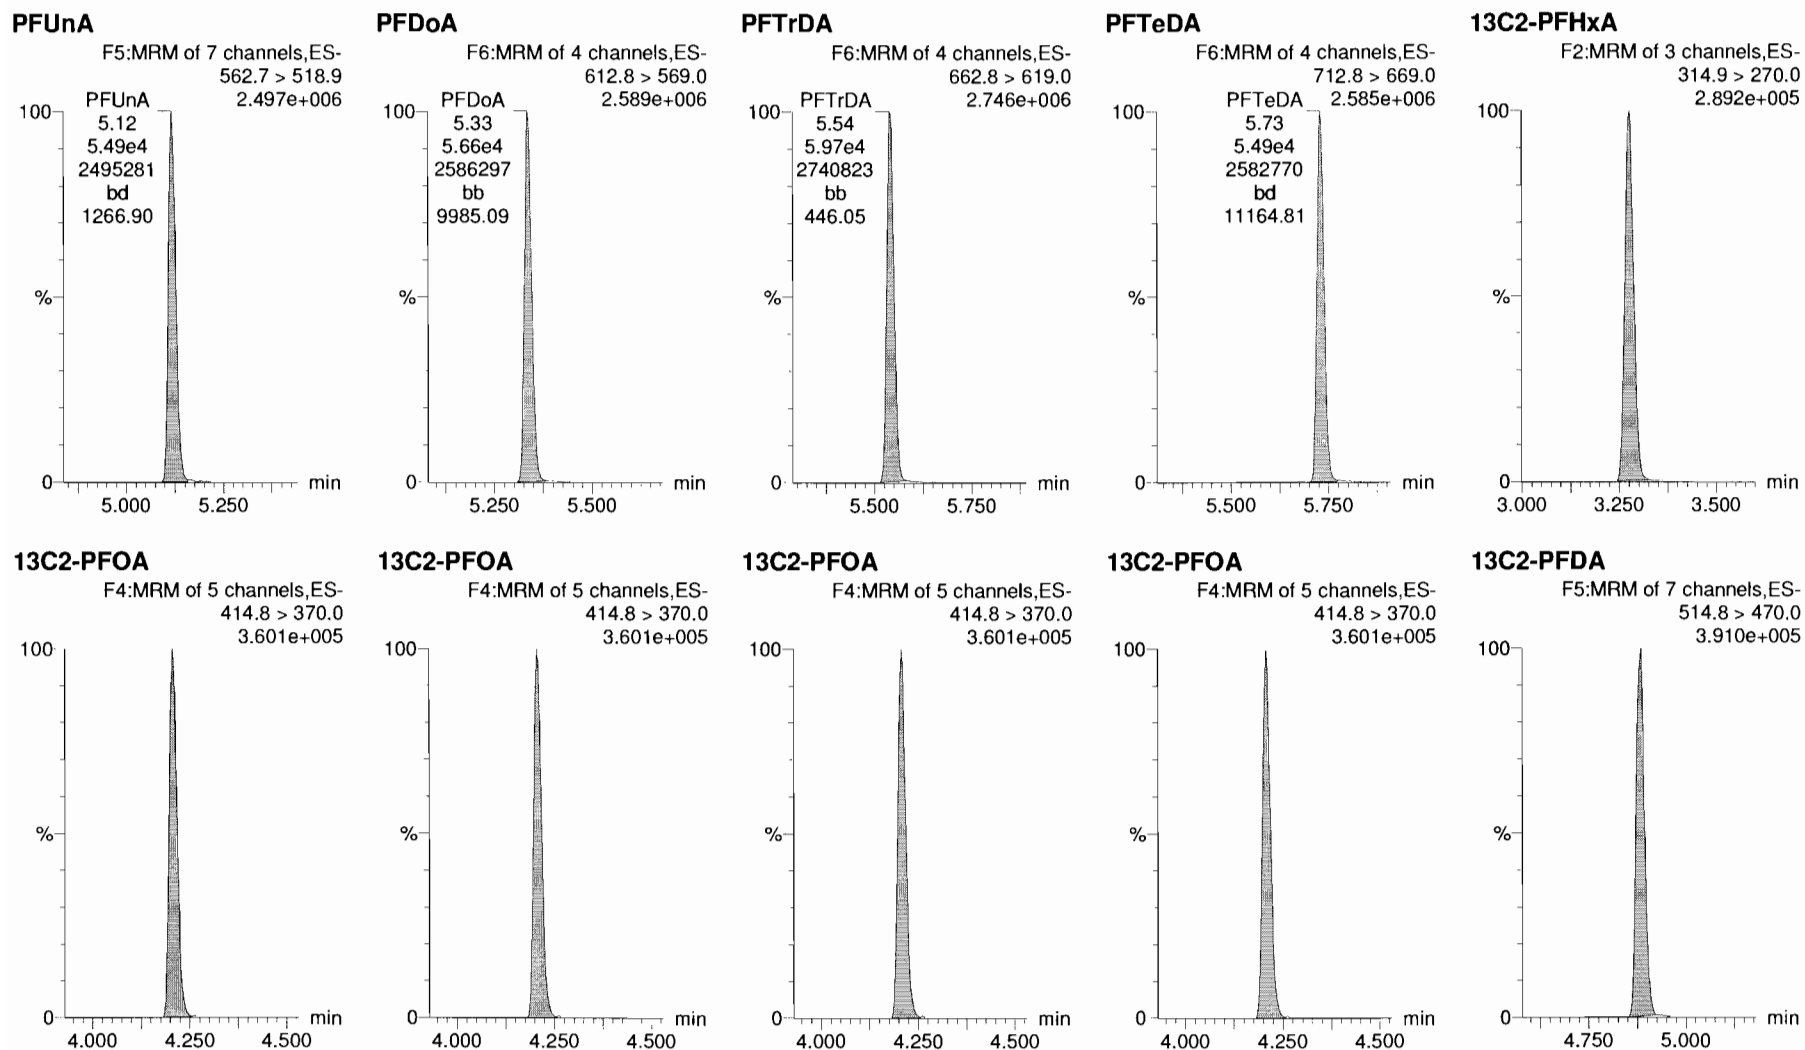 PFUnA
F5:MRM of 7 channels,ES-
562.7 > 518.9
2.497e+006
PFUnA
5.12
5.49e4
2495281
bd
1266.90
100
%
0
5.000 5.250
min
PFDoA
F6:MRM of 4 channels,ES-
612.8 > 569.0
2.589e+006
PFDoA
5.33
5.66e4
2586297
bb
9985.09
100
%
0
5.250 5.500
min
PFTrDA
F6:MRM of 4 channels,ES-
662.8 > 619.0
2.746e+006
PFTrDA
5.54
5.97e4
2740823
bb
446.05
100
%
0
5.500 5.750
min
PFTeDA
F6:MRM of 4 channels,ES-
712.8 > 669.0
2.585e+006
PFTeDA
5.73
5.49e4
2582770
bd
11164.81
100
%
0
5.500 5.750
min
13C2-PFHxA
F2:MRM of 3 channels,ES-
314.9 > 270.0
2.892e+005
100
%
0
3.000 3.250 3.500
min
13C2-PFOA
F4:MRM of 5 channels,ES-
414.8 > 370.0
3.601e+005
100
%
0
4.000 4.250 4.500
min
13C2-PFOA
F4:MRM of 5 channels,ES-
414.8 > 370.0
3.601e+005
100
%
0
4.000 4.250 4.500
min
13C2-PFOA
F4:MRM of 5 channels,ES-
414.8 > 370.0
3.601e+005
100
%
0
4.000 4.250 4.500
min
13C2-PFOA
F4:MRM of 5 channels,ES-
414.8 > 370.0
3.601e+005
100
%
0
4.000 4.250 4.500
min
13C2-PFDA
F5:MRM of 7 channels,ES-
514.8 > 470.0
3.910e+005
100
%
0
4.750 5.000
min